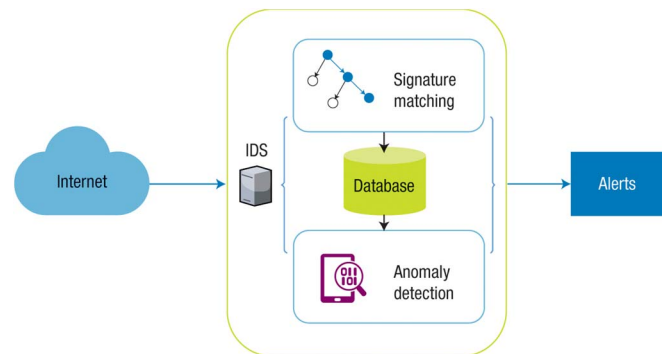 Internet
IDS
Signature
matching
Database
Anomaly
detection
Alerts